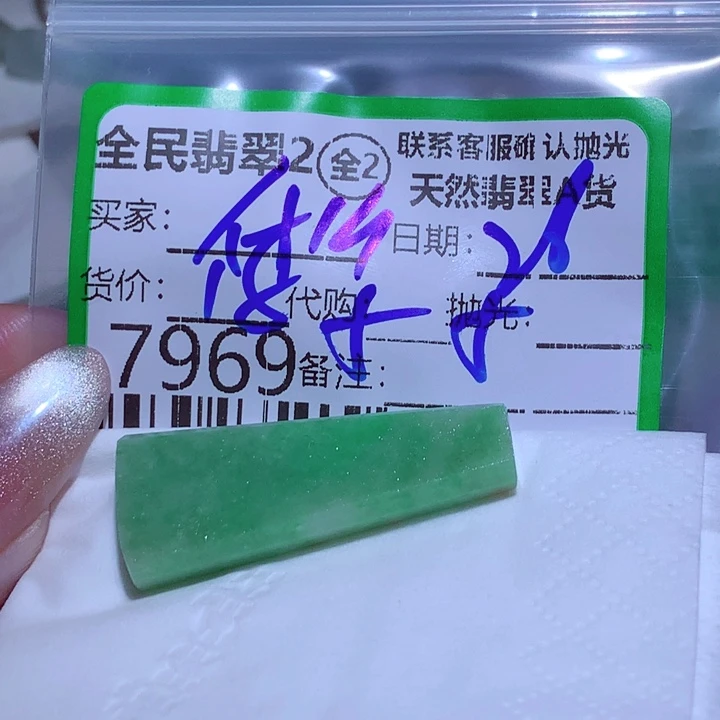 全民翡翠2 全2 联系客服确认抛光
天然翡翠A货
买家：
日期：
货价：
代购：
抛光：
7969
备注：